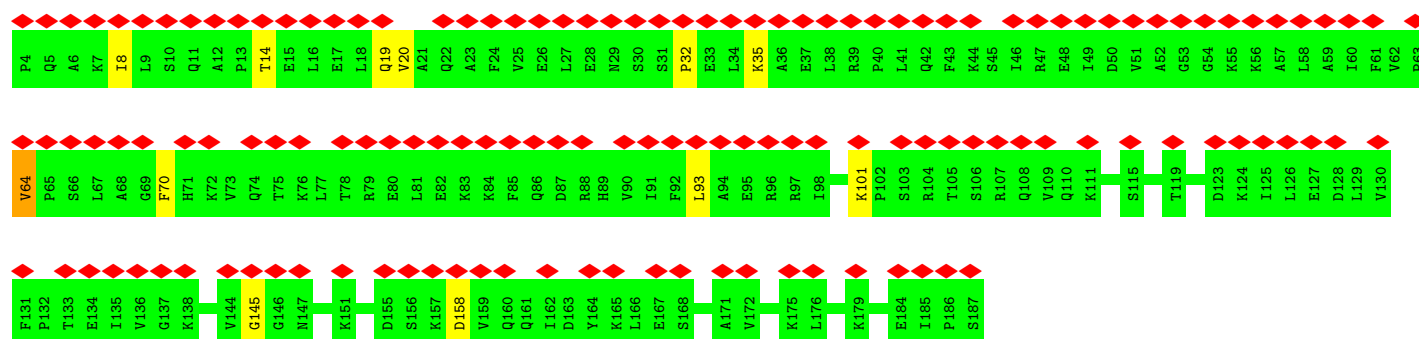 P4 Q5 A6 K7 I8 L9 S10 Q11 A12 P13 T14 E15 L16 E17 L18 Q19 V20 A21 Q22 A23 F24 V25 E26 L27 E28 N29 S30 S31 P32 E33 L34 K35 A36 E37 L38 R39 P40 L41 Q42 F43 K44 S45 I46 R47 E48 I49 D50 V51 A52 G53 G54 K55 K56 A57 L58 A59 I60 F61 V62 P63
V64 P65 S66 L67 A68 G69 F70 H71 K72 V73 Q74 T75 K76 L77 T78 R79 E80 L81 E82 K83 K84 F85 Q86 D87 R88 H89 V90 I91 F92 L93 A94 E95 R96 R97 I98 K101 P102 S103 R104 T105 S106 R107 Q108 V109 Q110 K111 S115 T119 D123 K124 I125 L126 E127 D128 L129 V130
F131 P132 T133 E134 I135 V136 G137 K138 V144 G145 G146 N147 K151 D155 S156 K157 V159 D158 Q160 Q161 I162 D163 Y164 K165 L166 E167 S168 A171 V172 K175 L176 K179 E184 I185 P186 S187